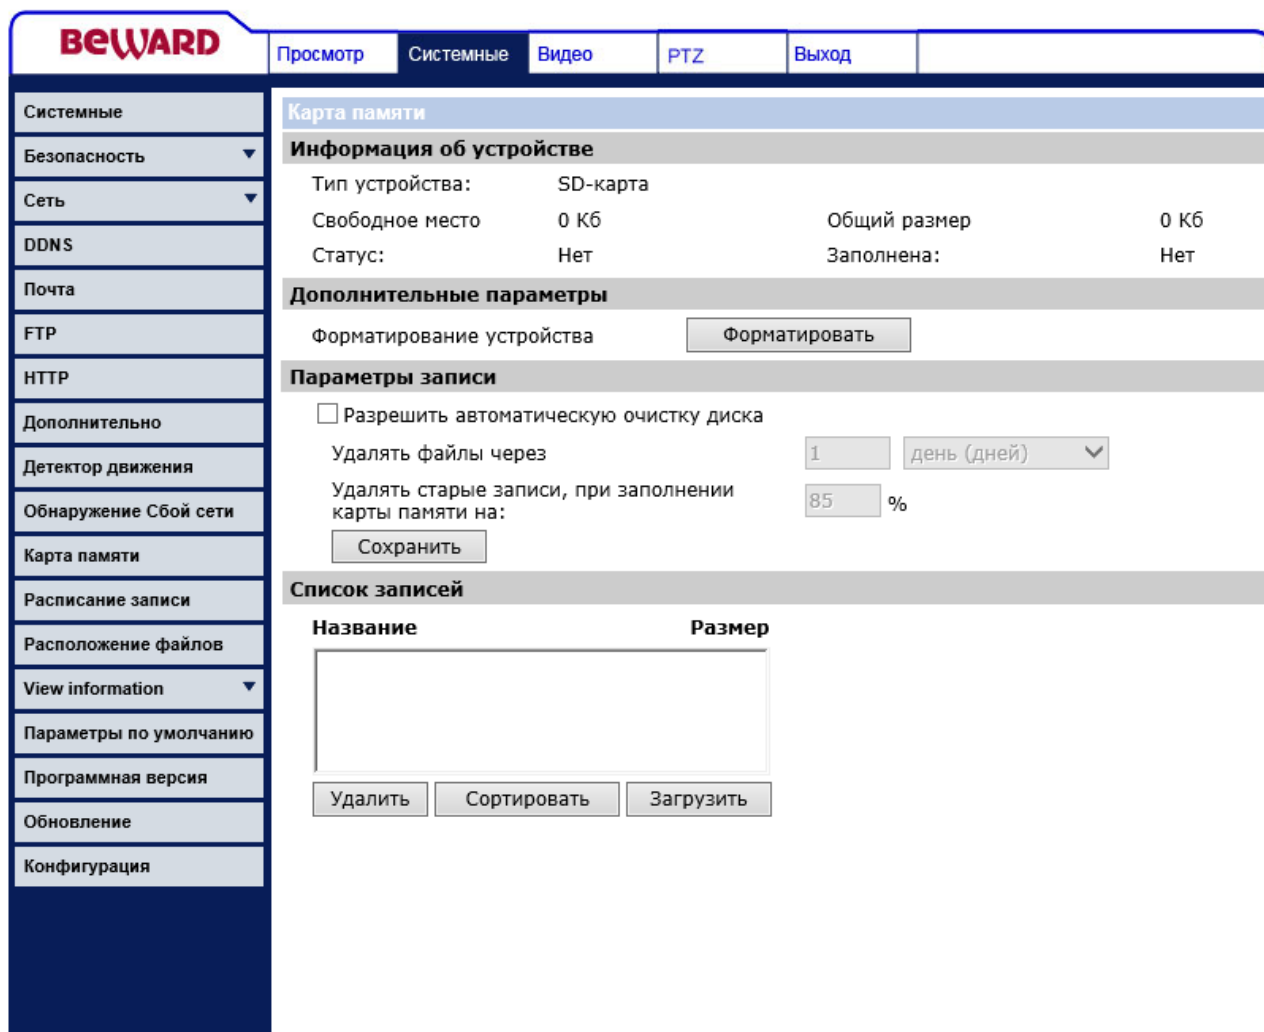 BEWARD
Просмотр Системные Видео PTZ Выход
Системные
Безопасность
Сеть
DDNS
Почта
FTP
HTTP
Дополнительно
Детектор движения
Обнаружение Сбой сети
Карта памяти
Расписание записи
Расположение файлов
View information
Параметры по умолчанию
Программная версия
Обновление
Конфигурация
Карта памяти
Информация об устройстве
Тип устройства: SD-карта
Свободное место 0 Кб Общий размер 0 Кб
Статус: Нет Заполнена: Нет
Дополнительные параметры
Форматирование устройства Форматировать
Параметры записи
Разрешить автоматическую очистку диска
Удалять файлы через 1 день (дней)
Удалять старые записи, при заполнении
карты памяти на: 85 %
Сохранить
Список записей
Название Размер
Удалить Сортировать Загрузить